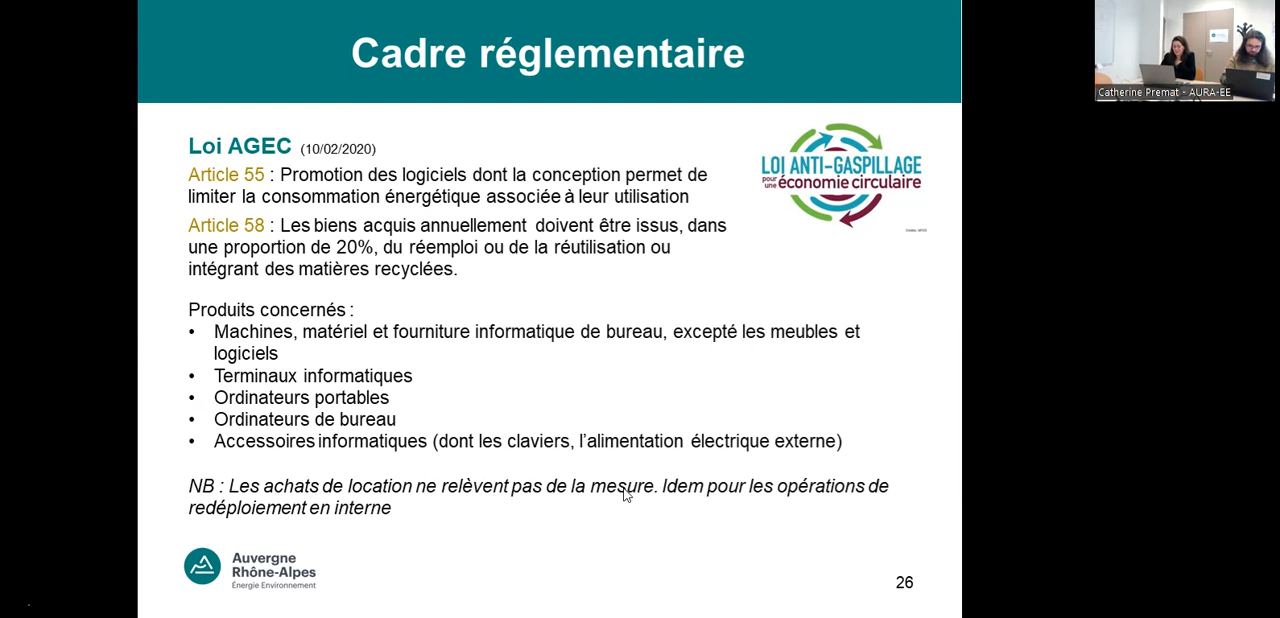 Cadre réglementaire
Catherine Premat - AURA-EE
Loi AGEC (10/02/2020)
LOI ANTI-GASPILLAGE
pour une économie circulaire
Article 55 : Promotion des logiciels dont la conception permet de
limiter la consommation énergétique associée à leur utilisation
Article 58 : Les biens acquis annuellement doivent être issus, dans
une proportion de 20%, du réemploi ou de la réutilisation ou
intégrant des matières recyclées.
Produits concernés :
• Machines, matériel et fourniture informatique de bureau, excepté les meubles et
logiciels
• Terminaux informatiques
• Ordinateurs portables
• Ordinateurs de bureau
• Accessoires informatiques (dont les claviers, l’alimentation électrique externe)
NB : Les achats de location ne relèvent pas de la mesure. Idem pour les opérations de
redéploiement en interne
Auvergne
Rhône-Alpes
Énergie Environnement
26